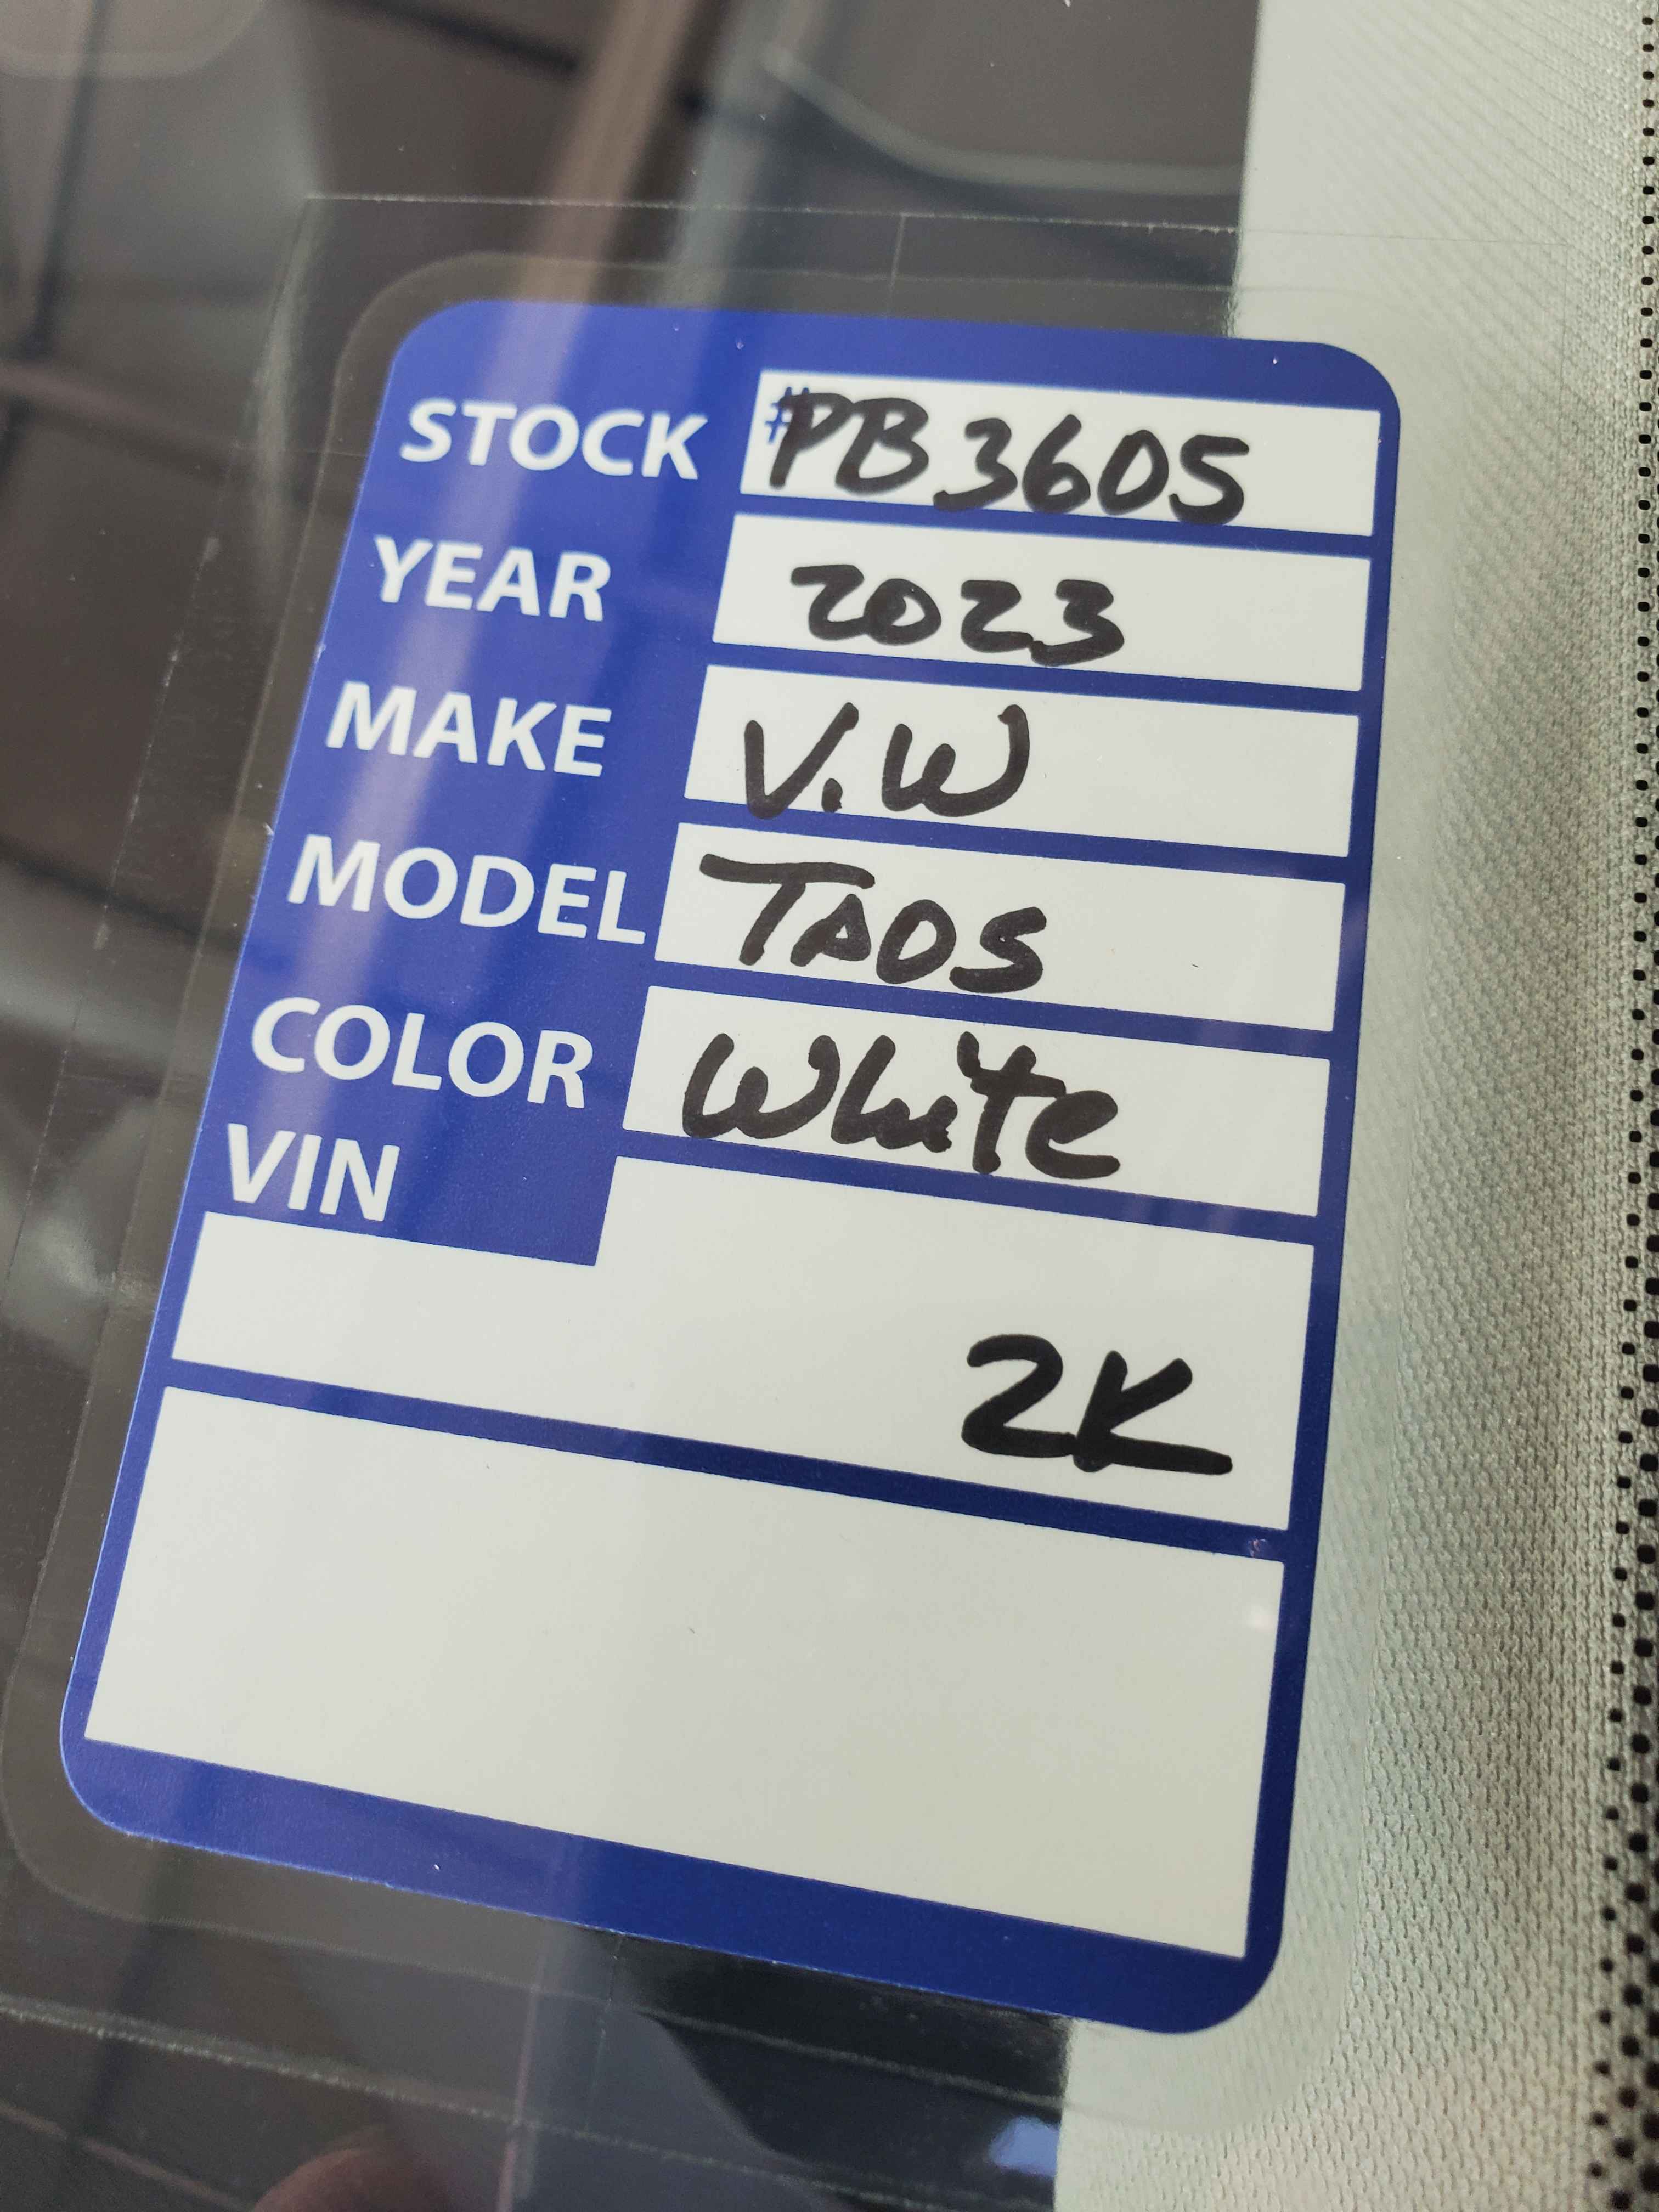 STOCK #PB3605
YEAR 2023
MAKE V.W
MODEL TAOS
COLOR White
VIN
2K